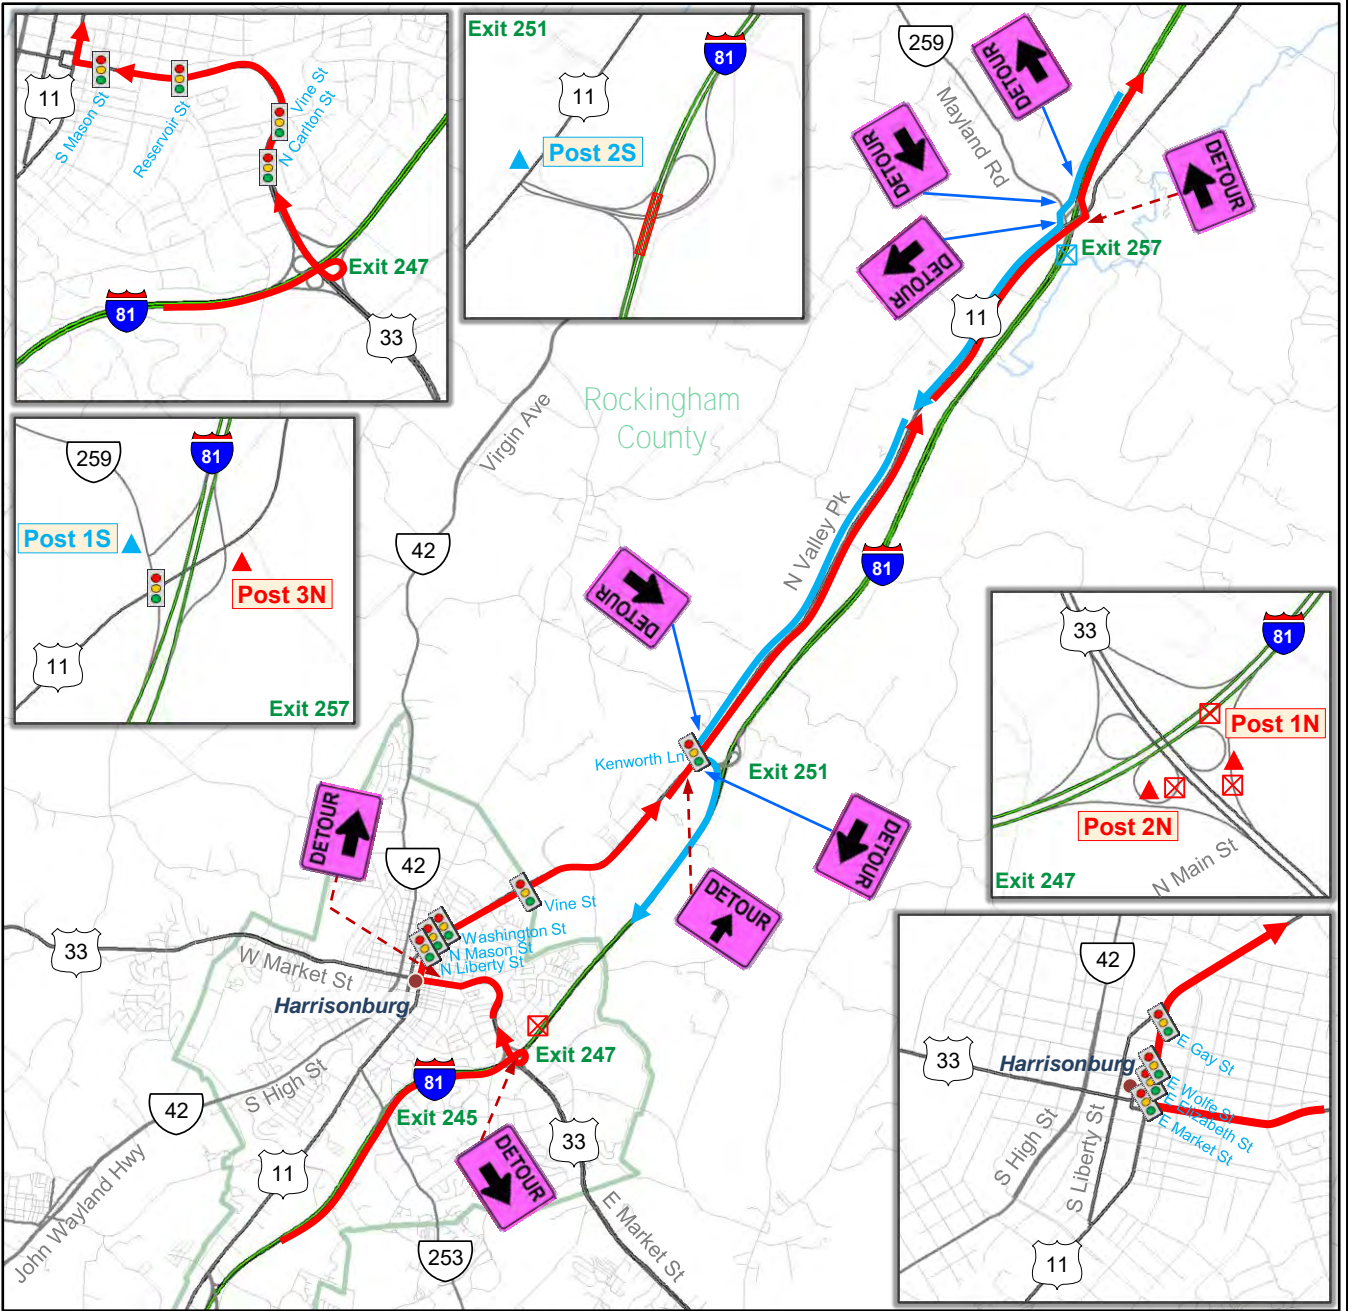 11
S Mason St
Reservoir St
Vine St
N Carlton St
Exit 247
81
33
Exit 251
81
11
Post 2S
259
Mayland Rd
DETOUR
DETOUR
DETOUR
DETOUR
Exit 257
11
Rockingham
County
Virgin Ave
42
N Valley Pk
81
259
81
Post 1S
Post 3N
11
Exit 257
DETOUR
Kenworth Ln
Exit 251
DETOUR
DETOUR
DETOUR
33
81
Post 1N
Post 2N
N Main St
Exit 247
42
Vine St
Washington St
N Mason St
N Liberty St
33
W Market St
Harrisonburg
Exit 247
81
Exit 245
S High St
42
John Wayland Hwy
11
DETOUR
33
E Market St
253
42
33
Harrisonburg
E Gay St
E Wolfe St
E Elizabeth St
E Market St
S High St
S Liberty St
11